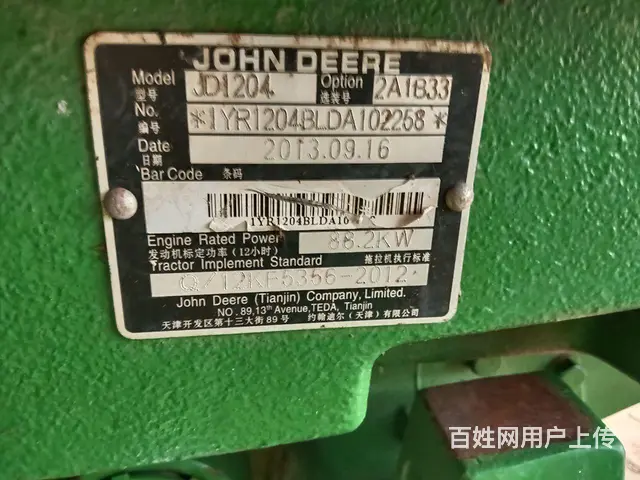 JOHN DEERE
Model JD1204 Option 2A1B33
型号 选装号
No. *1YR1204BLDA102268*
编号
Date 2013.09.16
日期
Bar Code 条码
1YR1204BLDA10
Engine Rated Power 88.2KW
发动机标定功率 (12小时)
Tractor Implement Standard 拖拉机执行标准
Q/12KF5356-2012
John Deere (Tianjin) Company, Limited.
NO. 89,13th Avenue,TEDA, Tianjin
天津开发区第十三大街89号 约翰迪尔(天津)有限公司
百姓网用户上传